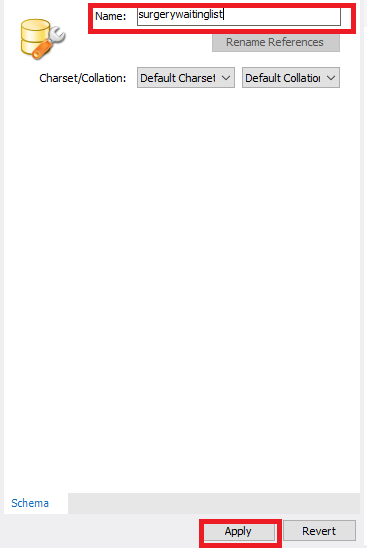 Name: surgerywaitinglist
Rename References
Charset/Collation: Default Charset Default Collation
Schema
Apply Revert